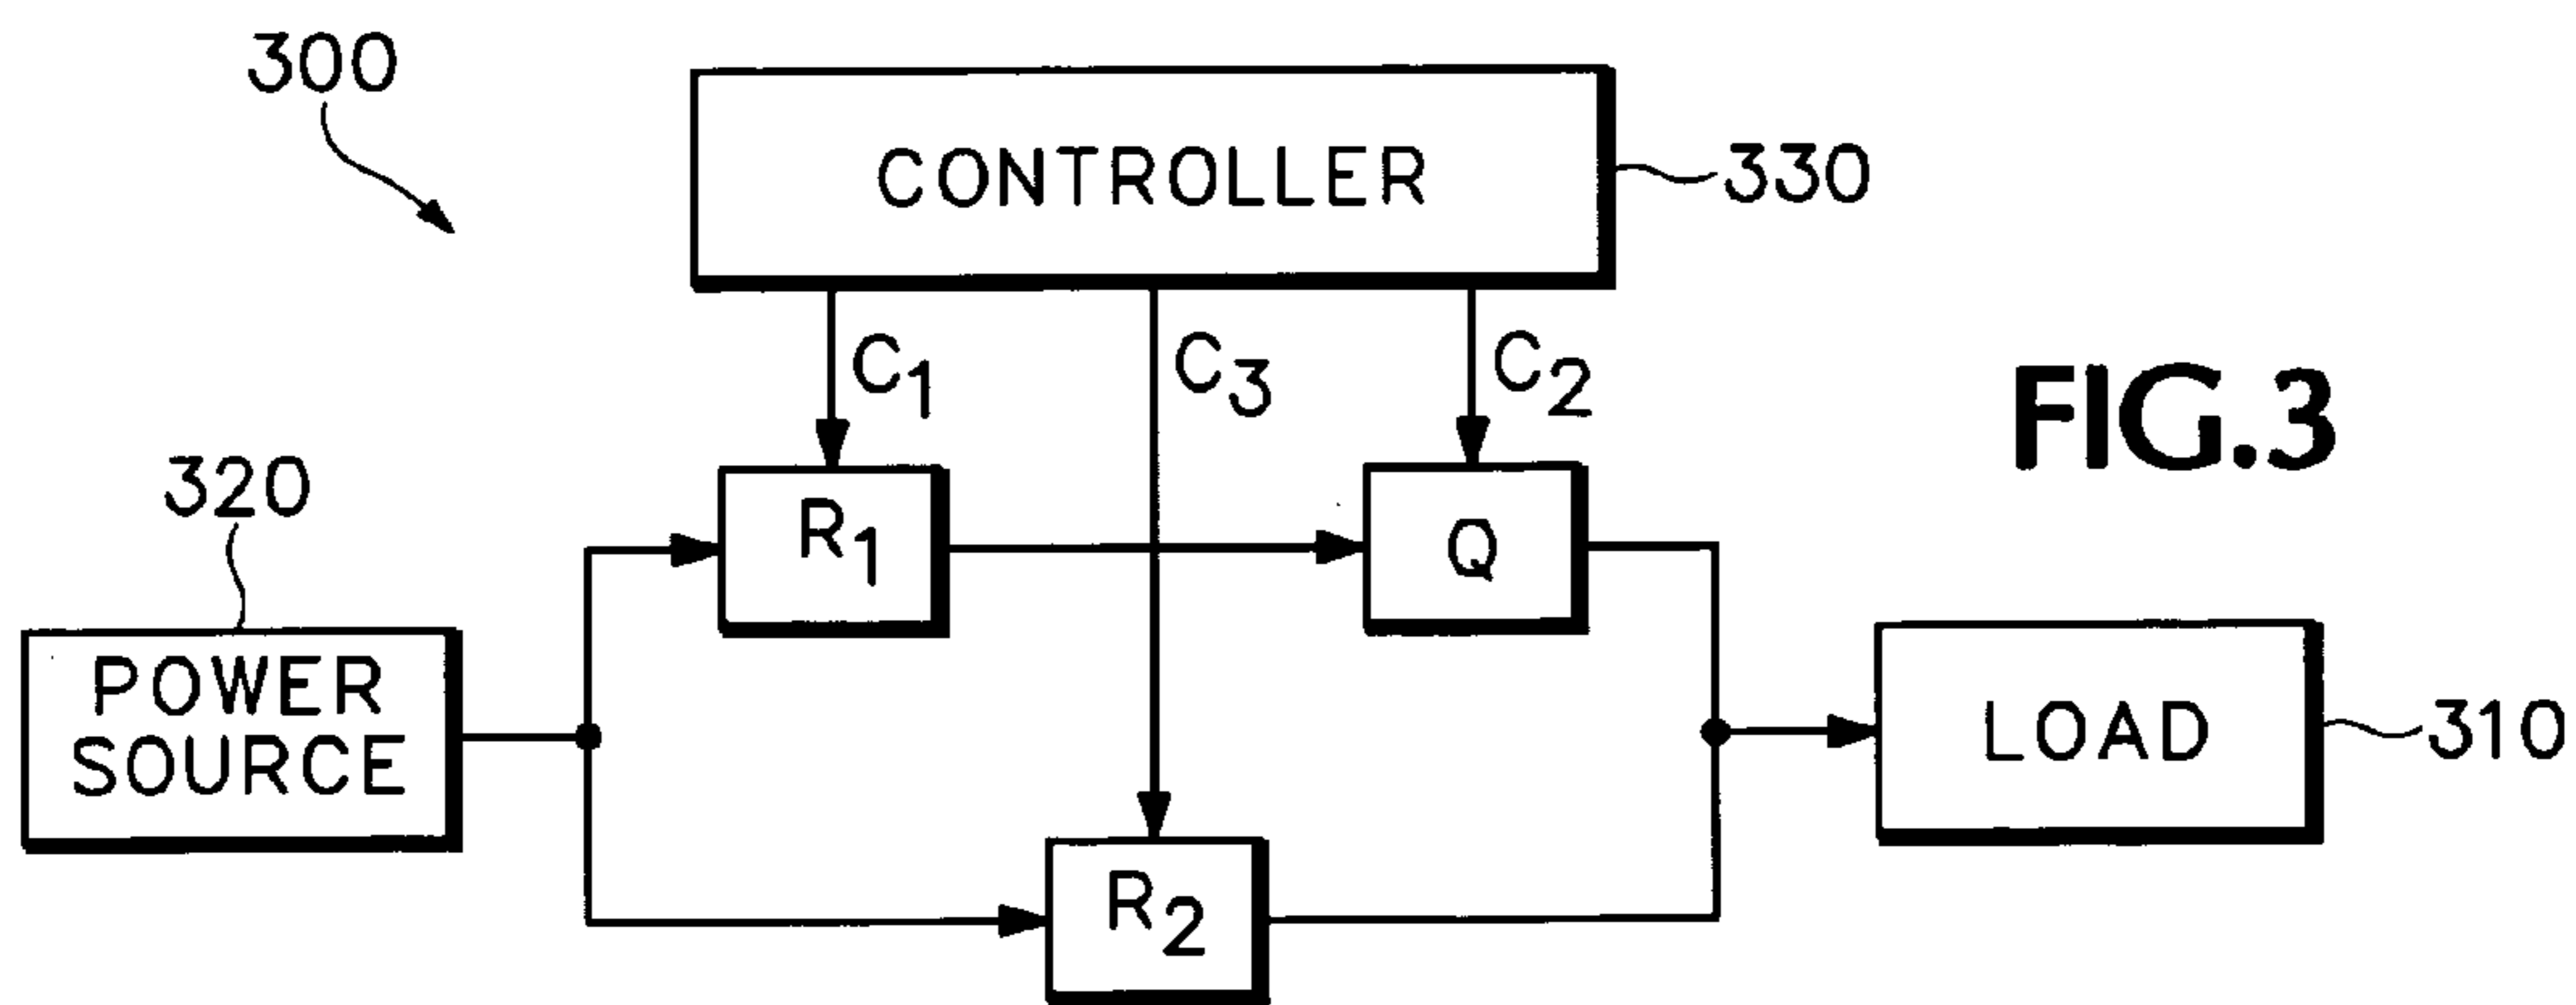 300
CONTROLLER
330
C1
C3
C2
FIG.3
320
R1
Q
POWER
SOURCE
LOAD
310
R2